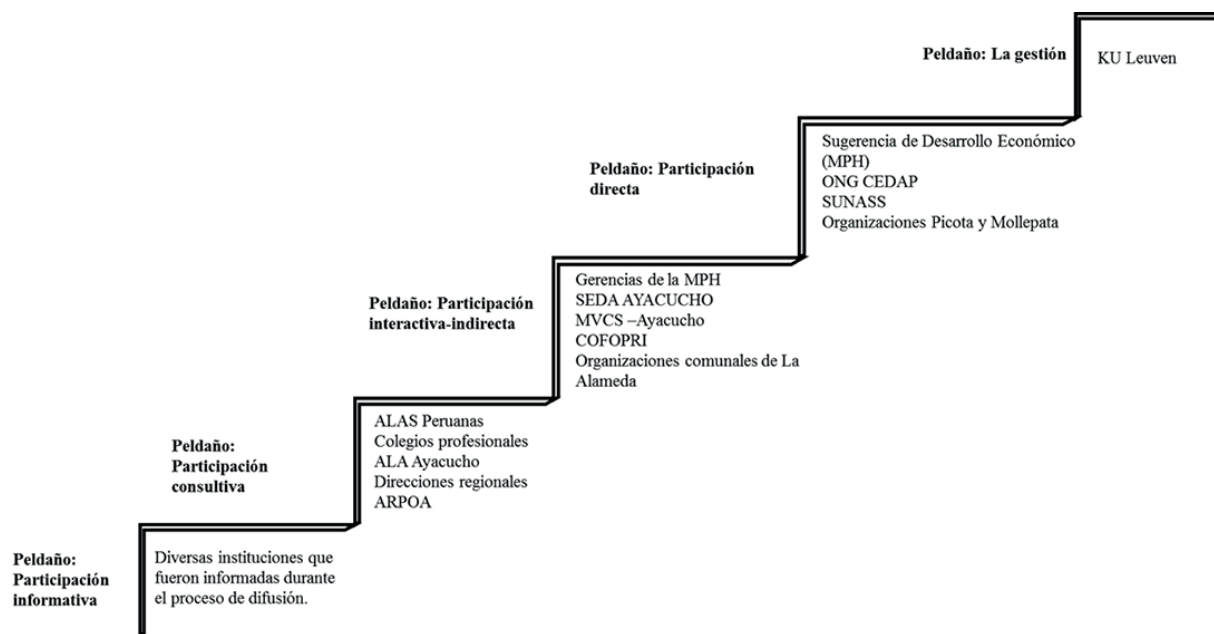 Peldaño: La gestión
KU Leuven
Peldaño: Participación
directa
Sugerencia de Desarrollo Económico
(MPH)
ONG CEDAP
SUNASS
Organizaciones Picota y Mollepata
Peldaño: Participación
interactiva-indirecta
Gerencias de la MPH
SEDA AYACUCHO
MVCS –Ayacucho
COFOPRI
Organizaciones comunales de La
Alameda
Peldaño:
Participación
consultiva
ALAS Peruanas
Colegios profesionales
ALA Ayacucho
Direcciones regionales
ARPOA
Peldaño:
Participación
informativa
Diversas instituciones que
fueron informadas durante
el proceso de difusión.